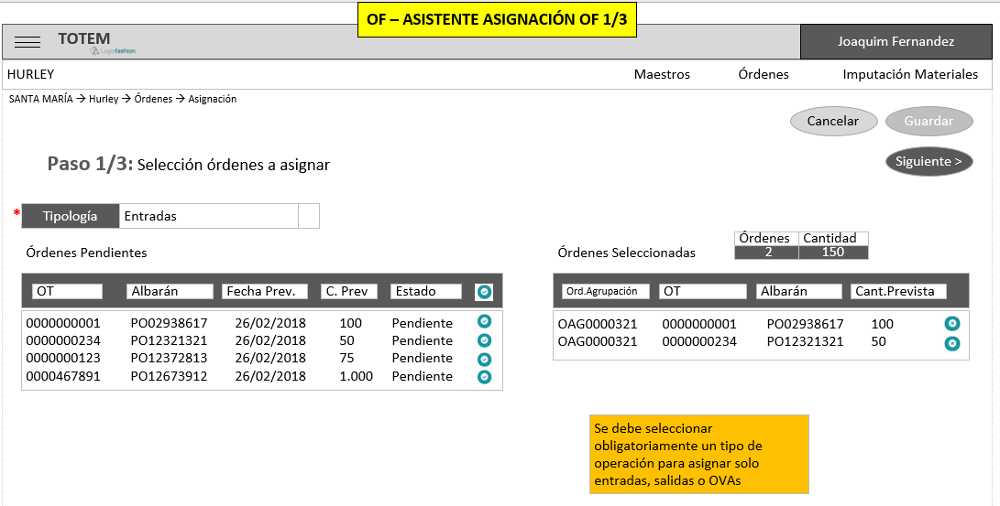 OF – ASISTENTE ASIGNACIÓN OF 1/3
TOTEM
Logisfashion
Joaquim Fernandez
HURLEY
Maestros Órdenes Imputación Materiales
SANTA MARÍA → Hurley → Órdenes → Asignación
Cancelar Guardar
Paso 1/3: Selección órdenes a asignar
Siguiente >
* Tipología Entradas
Órdenes Pendientes
OT Albarán Fecha Prev. C. Prev Estado
0000000001 PO02938617 26/02/2018 100 Pendiente
0000000234 PO12321321 26/02/2018 50 Pendiente
0000000123 PO12372813 26/02/2018 75 Pendiente
0000467891 PO12673912 26/02/2018 1.000 Pendiente
Órdenes Seleccionadas
Órdenes Cantidad
2 150
Ord.Agrupación OT Albarán Cant.Prevista
OAG0000321 0000000001 PO02938617 100
OAG0000321 0000000234 PO12321321 50
Se debe seleccionar
obligatoriamente un tipo de
operación para asignar solo
entradas, salidas o OVAs